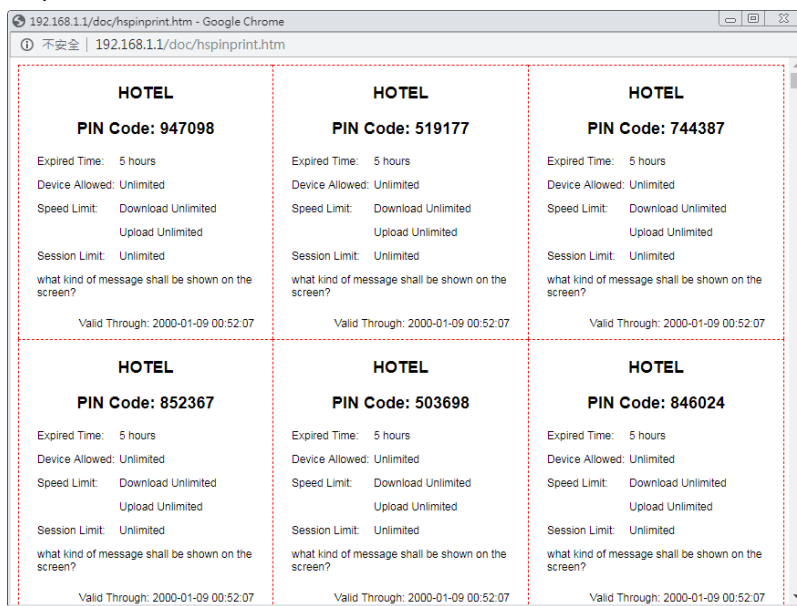 192.168.1.1/doc/hspinprint.htm - Google Chrome
不安全 | 192.168.1.1/doc/hspinprint.htm
HOTEL
PIN Code: 947098
Expired Time: 5 hours
Device Allowed: Unlimited
Speed Limit: Download Unlimited
Upload Unlimited
Session Limit: Unlimited
what kind of message shall be shown on the
screen?
Valid Through: 2000-01-09 00:52:07
HOTEL
PIN Code: 519177
Expired Time: 5 hours
Device Allowed: Unlimited
Speed Limit: Download Unlimited
Upload Unlimited
Session Limit: Unlimited
what kind of message shall be shown on the
screen?
Valid Through: 2000-01-09 00:52:07
HOTEL
PIN Code: 744387
Expired Time: 5 hours
Device Allowed: Unlimited
Speed Limit: Download Unlimited
Upload Unlimited
Session Limit: Unlimited
what kind of message shall be shown on the
screen?
Valid Through: 2000-01-09 00:52:07
HOTEL
PIN Code: 852367
Expired Time: 5 hours
Device Allowed: Unlimited
Speed Limit: Download Unlimited
Upload Unlimited
Session Limit: Unlimited
what kind of message shall be shown on the
screen?
Valid Through: 2000-01-09 00:52:07
HOTEL
PIN Code: 503698
Expired Time: 5 hours
Device Allowed: Unlimited
Speed Limit: Download Unlimited
Upload Unlimited
Session Limit: Unlimited
what kind of message shall be shown on the
screen?
Valid Through: 2000-01-09 00:52:07
HOTEL
PIN Code: 846024
Expired Time: 5 hours
Device Allowed: Unlimited
Speed Limit: Download Unlimited
Upload Unlimited
Session Limit: Unlimited
what kind of message shall be shown on the
screen?
Valid Through: 2000-01-09 00:52:07